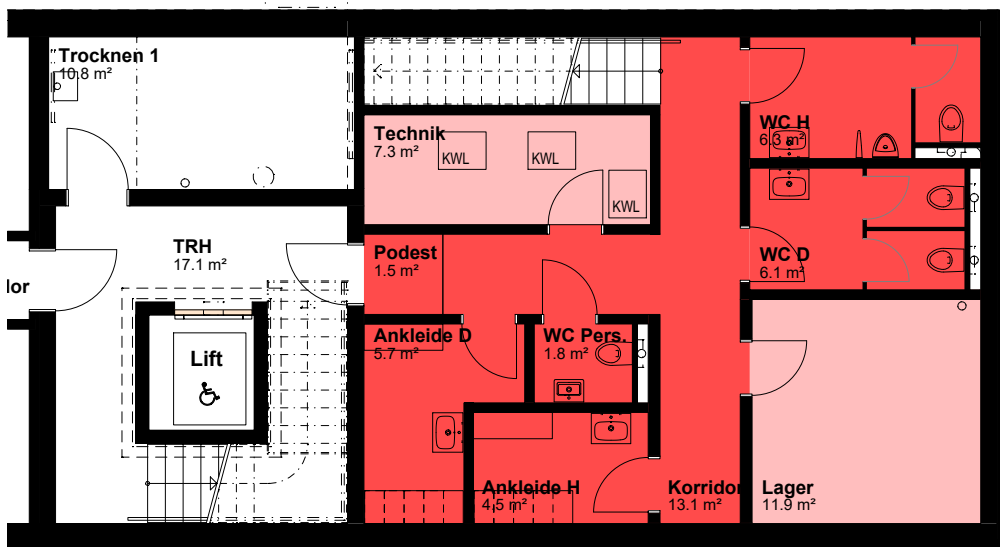 Trocknen 1
10.8 m²
Technik
7.3 m²
KWL
KWL
KWL
WC H
6.3 m²
TRH
17.1 m²
Podest
1.5 m²
WC D
6.1 m²
lor
Ankleide D
5.7 m²
WC Pers.
1.8 m²
Lift
Ankleide H
4.5 m²
Korridor
13.1 m²
Lager
11.9 m²